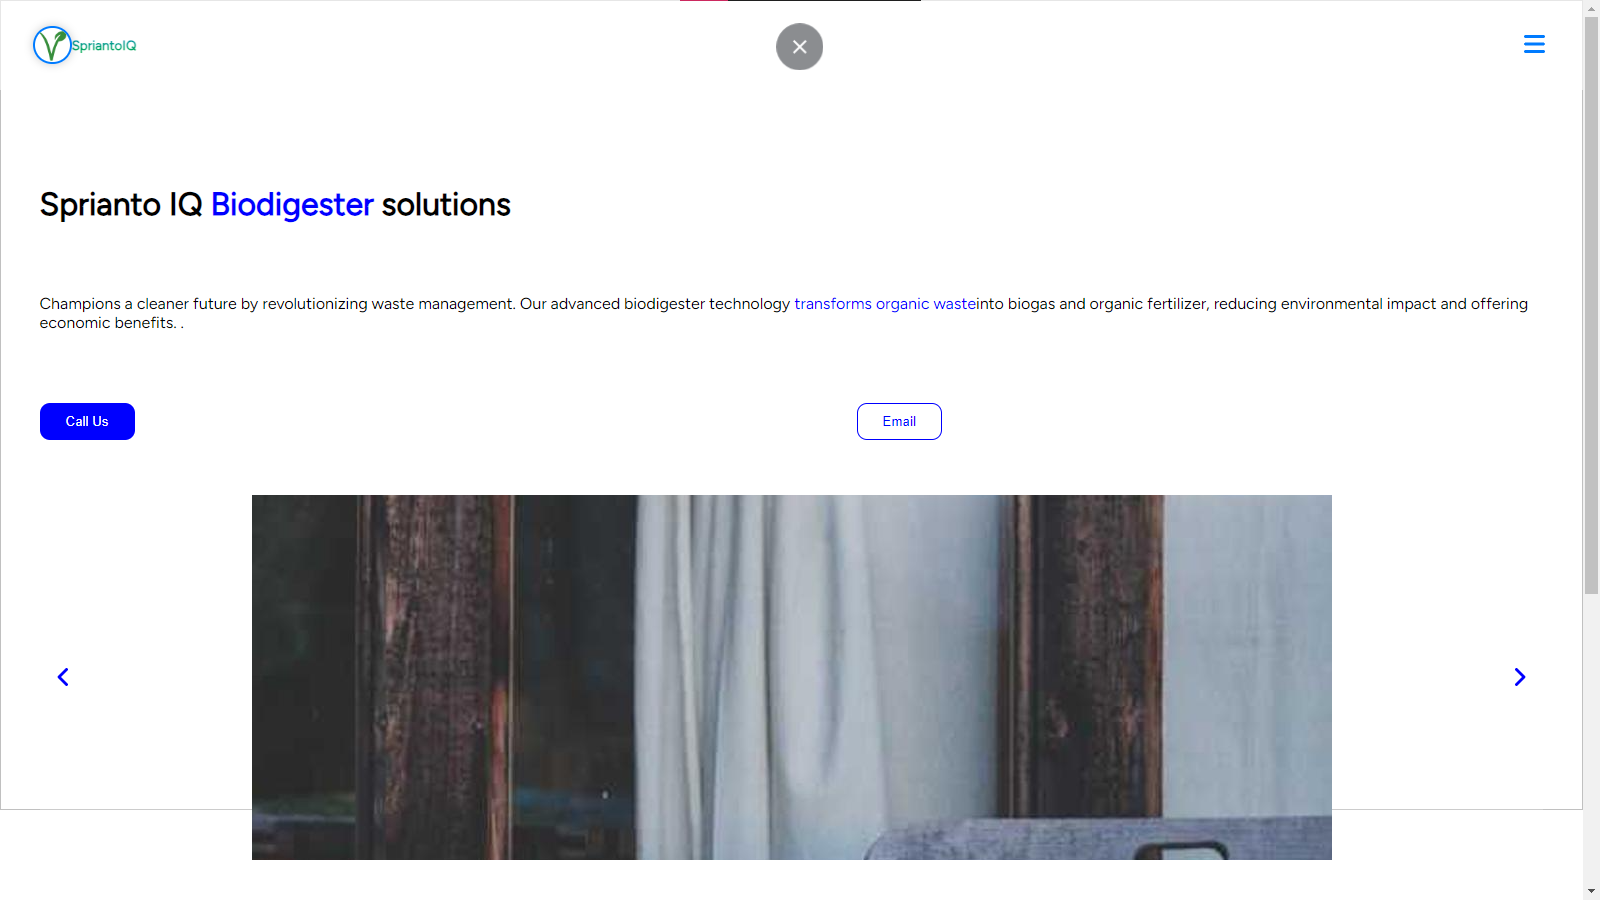 SpriantoIQ
Sprianto IQ Biodigester solutions
Champions a cleaner future by revolutionizing waste management. Our advanced biodigester technology transforms organic wasteinto biogas and organic fertilizer, reducing environmental impact and offering
economic benefits. .
Call Us
Email